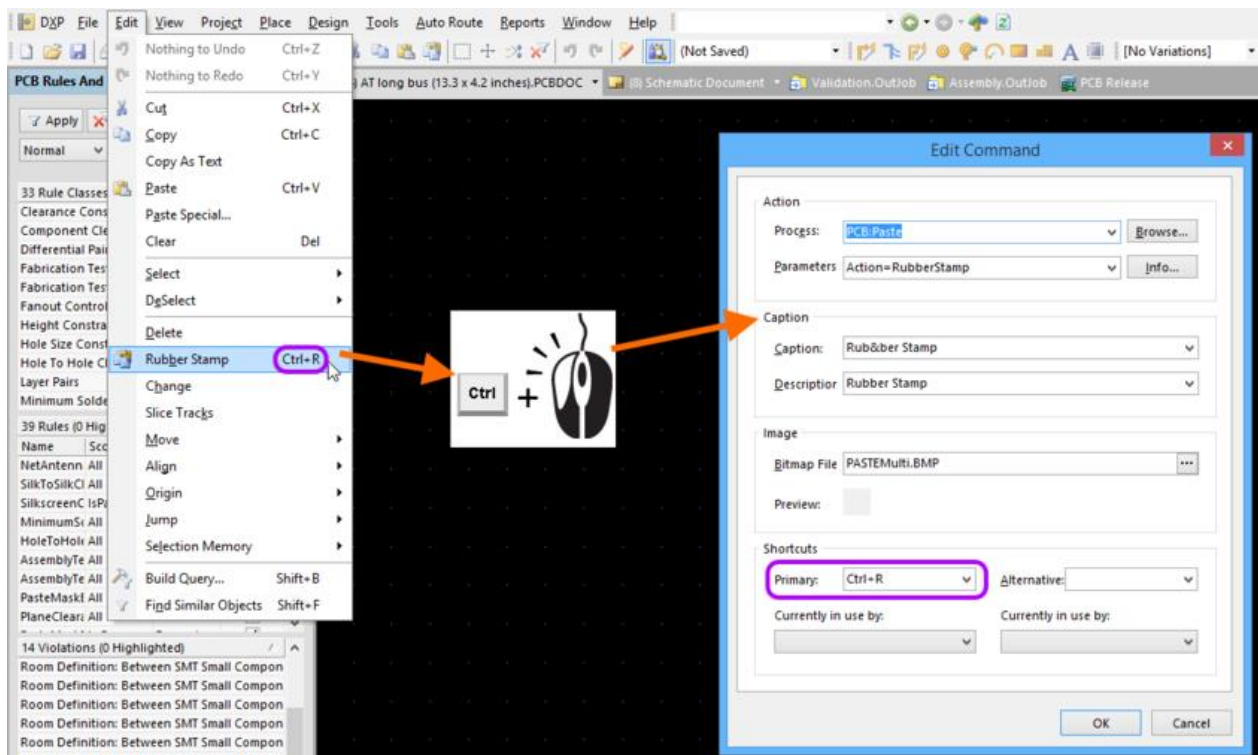 DXP File Edit View Project Place Design Tools Auto Route Reports Window Help
(Not Saved) [No Variations]
PCB Rules And
AT long bus (13.3 x 4.2 inches).PCBDOC
(8) Schematic Document
Validation.OutJob
Assembly.OutJob
PCB Release
Apply
Normal
33 Rule Classes
Clearance Cons
Component Cle
Differential Pair
Fabrication Tes
Fabrication Tes
Fanout Control
Height Constra
Hole Size Const
Hole To Hole Cl
Layer Pairs
Minimum Solde
39 Rules (0 Hig
Name Sco
NetAntenn All
SilkToSilkCl All
SilkscreenC IsPa
MinimumSc All
HoleToHole All
AssemblyTe All
AssemblyTe All
PasteMaskE All
PlaneCleara All
14 Violations (0 Highlighted)
Room Definition: Between SMT Small Compon
Room Definition: Between SMT Small Compon
Room Definition: Between SMT Small Compon
Room Definition: Between SMT Small Compon
Room Definition: Between SMT Small Compon
Nothing to Undo Ctrl+Z
Nothing to Redo Ctrl+Y
Cut Ctrl+X
Copy Ctrl+C
Copy As Text
Paste Ctrl+V
Paste Special...
Clear Del
Select
DeSelect
Delete
Rubber Stamp Ctrl+R
Change
Slice Tracks
Move
Align
Origin
Jump
Selection Memory
Build Query... Shift+B
Find Similar Objects Shift+F
Ctrl +
Edit Command
Action
Process: PCB:Paste Browse...
Parameters Action=RubberStamp Info...
Caption
Caption: Rub&ber Stamp
Description Rubber Stamp
Image
Bitmap File PASTEMulti.BMP ...
Preview:
Shortcuts
Primary: Ctrl+R Alternative:
Currently in use by: Currently in use by:
OK Cancel